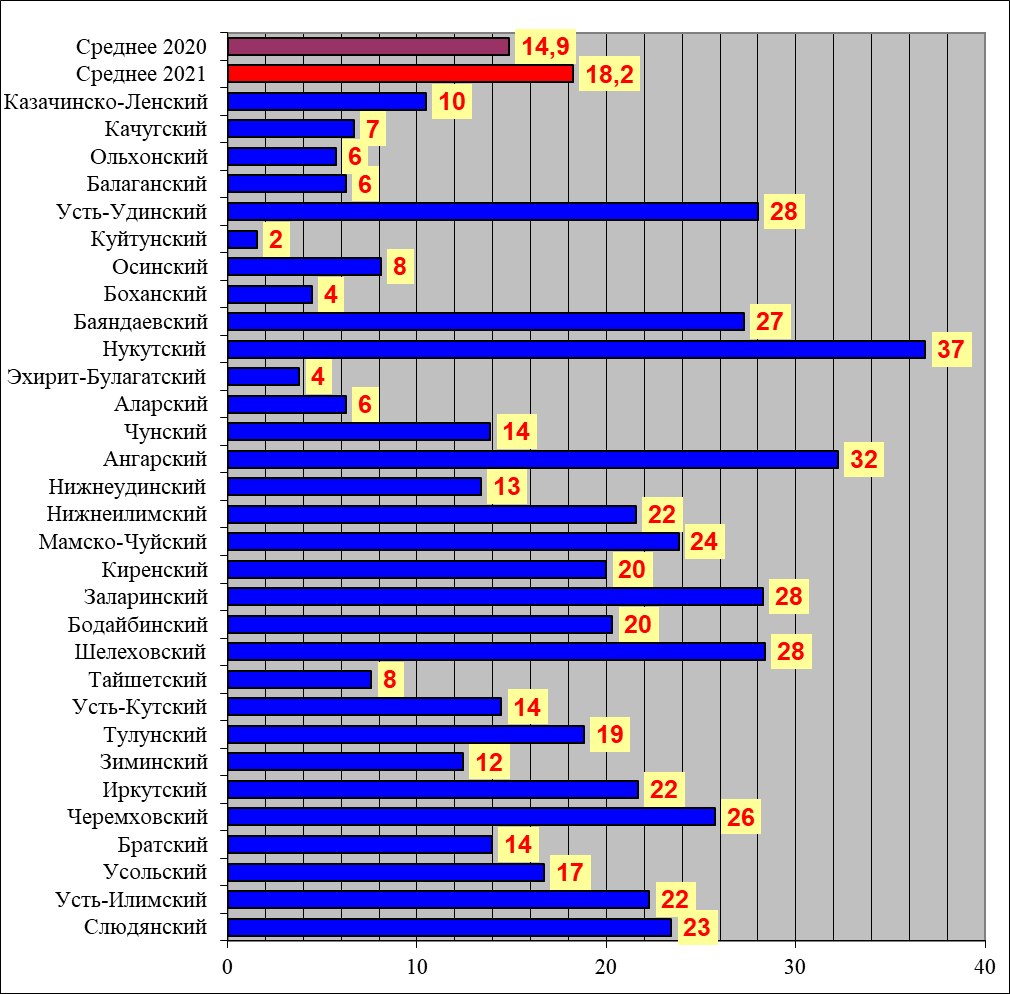 Среднее 2020 14,9
Среднее 2021 18,2
Казачинско-Ленский 10
Качугский 7
Ольхонский 6
Балаганский 6
Усть-Удинский 28
Куйтунский 2
Осинский 8
Боханский 4
Баяндаевский 27
Нукутский 37
Эхирит-Булагатский 4
Аларский 6
Чунский 14
Ангарский 32
Нижнеудинский 13
Нижнеилимский 22
Мамско-Чуйский 24
Киренский 20
Заларинский 28
Бодайбинский 20
Шелеховский 28
Тайшетский 8
Усть-Кутский 14
Тулунский 19
Зиминский 12
Иркутский 22
Черемховский 26
Братский 14
Усольский 17
Усть-Илимский 22
Слюдянский 23
0 10 20 30 40